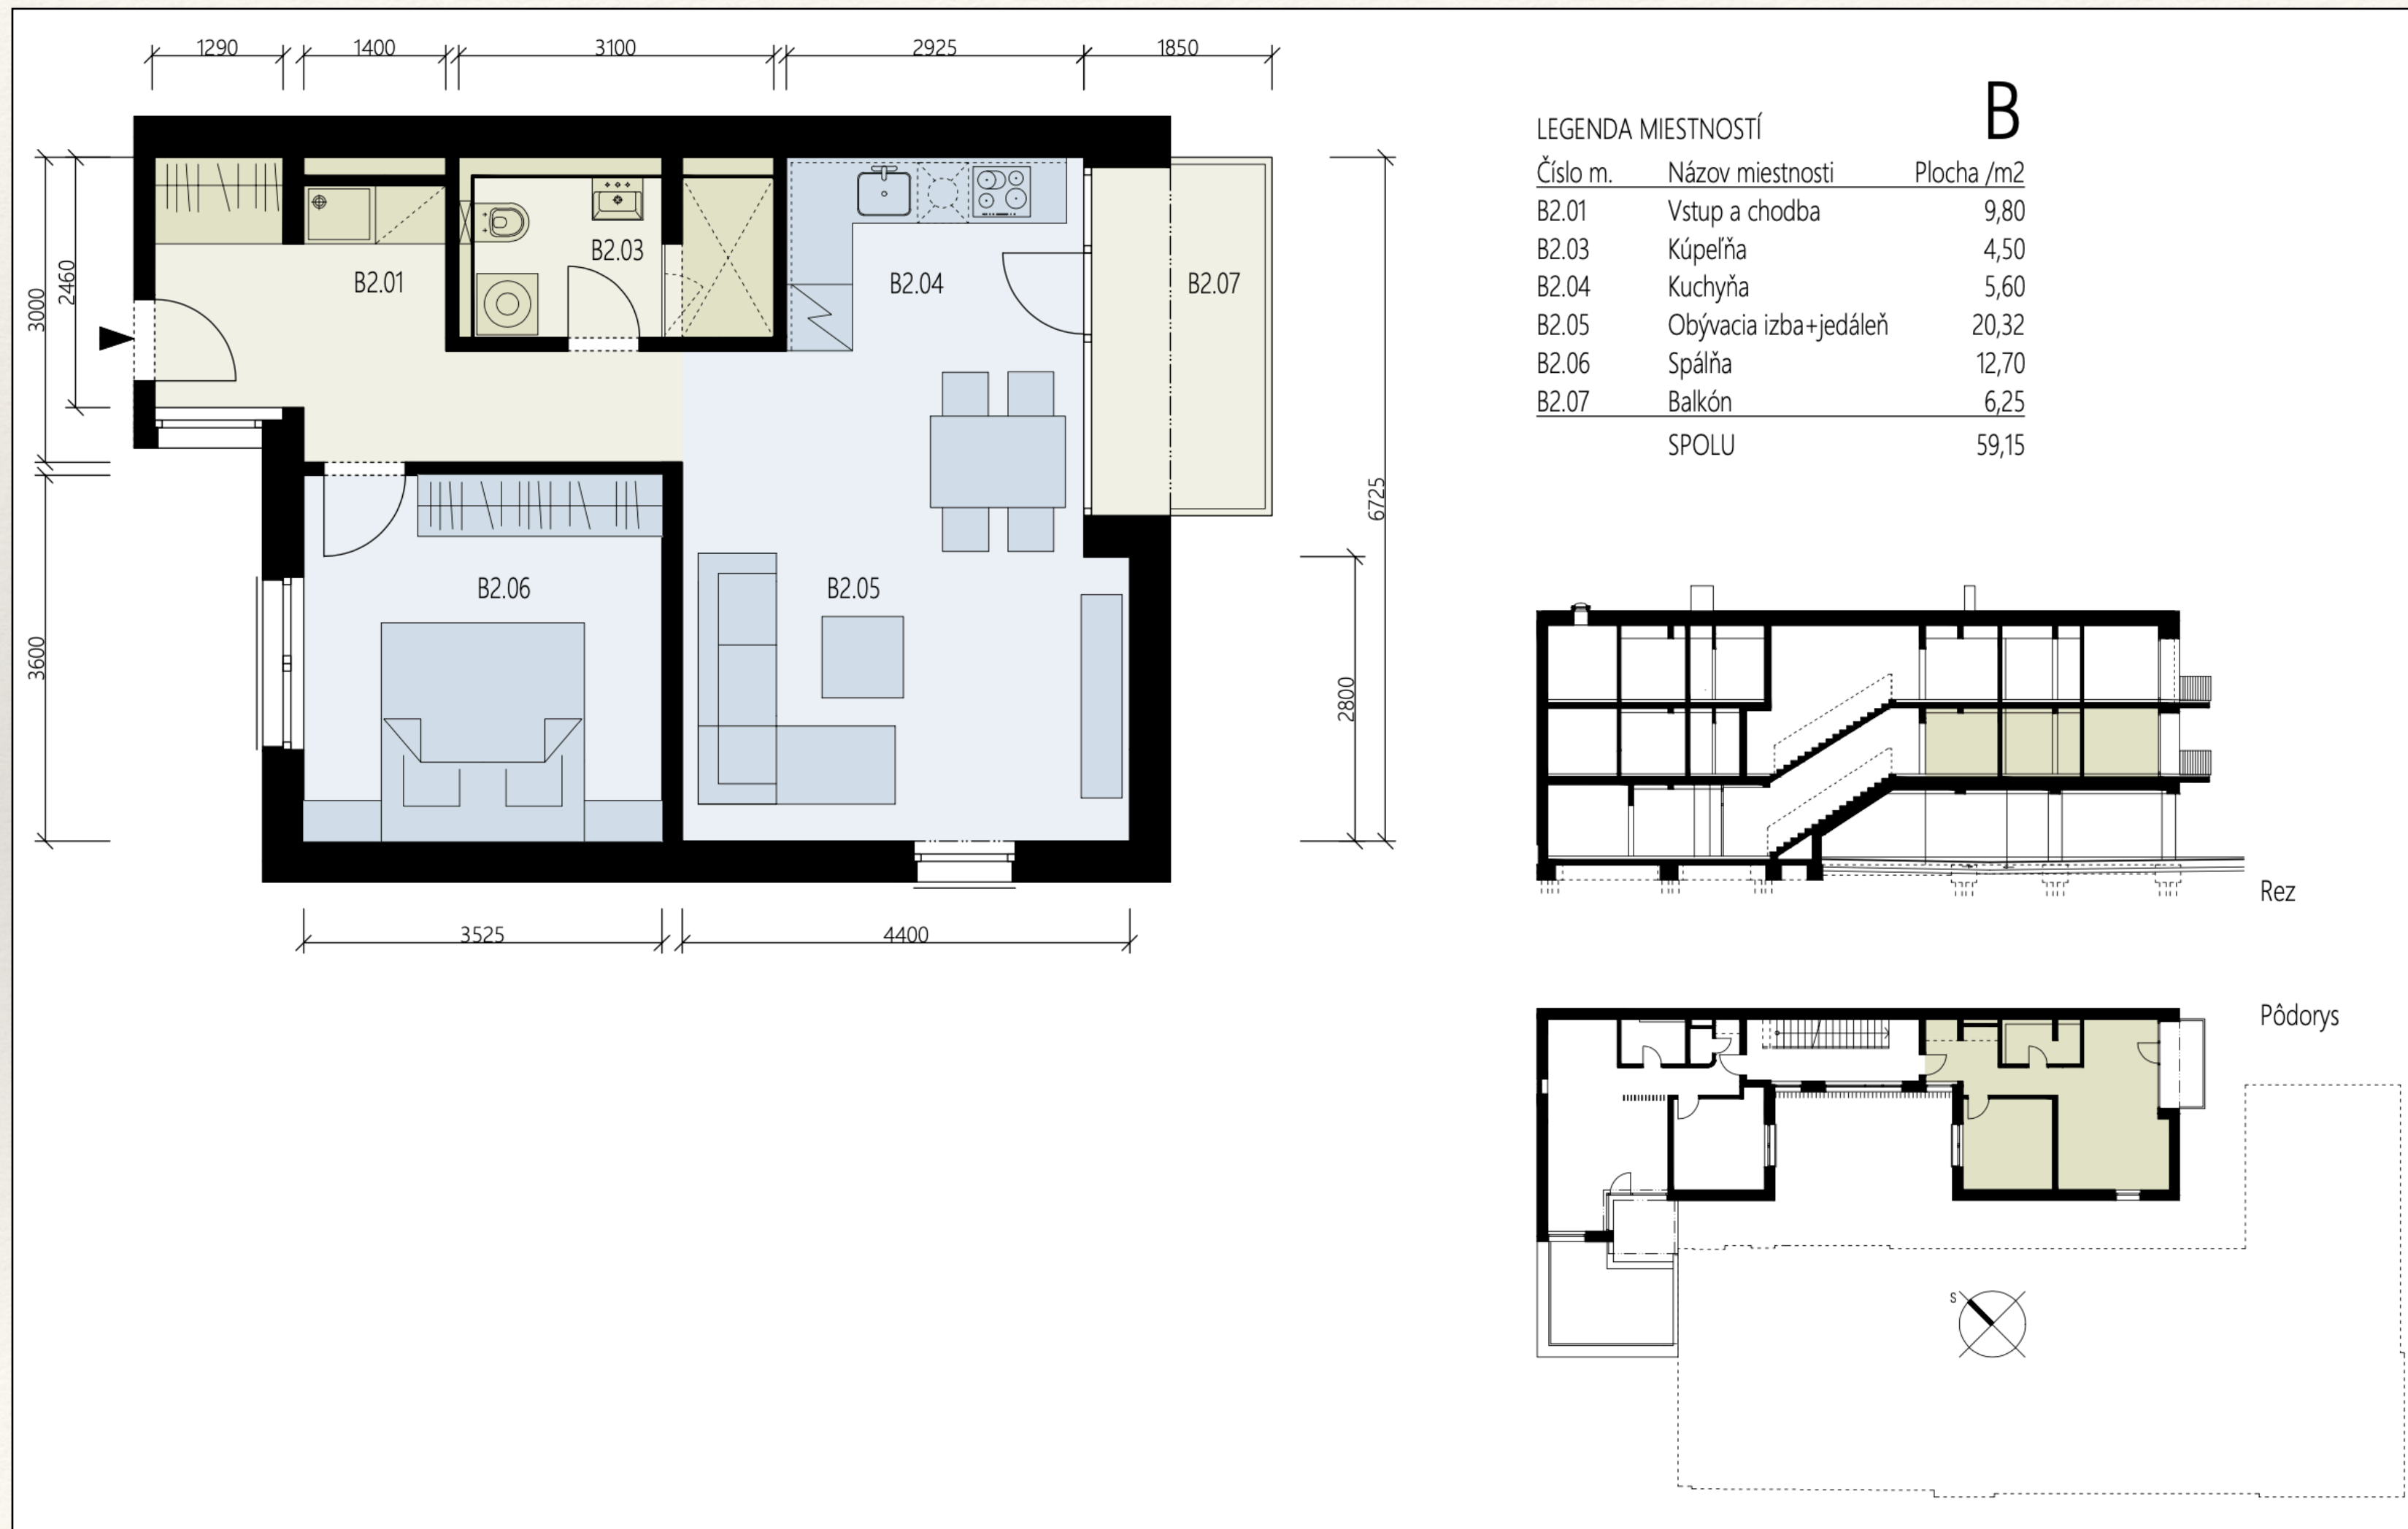 1290 1400 3100 2925 1850
3000
2460
3600
B2.01
B2.03
B2.04
B2.07
B2.06
B2.05
6725
2800
3525 4400
B
LEGENDA MIESTNOSTÍ
Číslo m. Názov miestnosti Plocha /m2
B2.01 Vstup a chodba 9,80
B2.03 Kúpeľňa 4,50
B2.04 Kuchyňa 5,60
B2.05 Obývacia izba+jedáleň 20,32
B2.06 Spálňa 12,70
B2.07 Balkón 6,25
SPOLU 59,15
Rez
Pôdorys
S